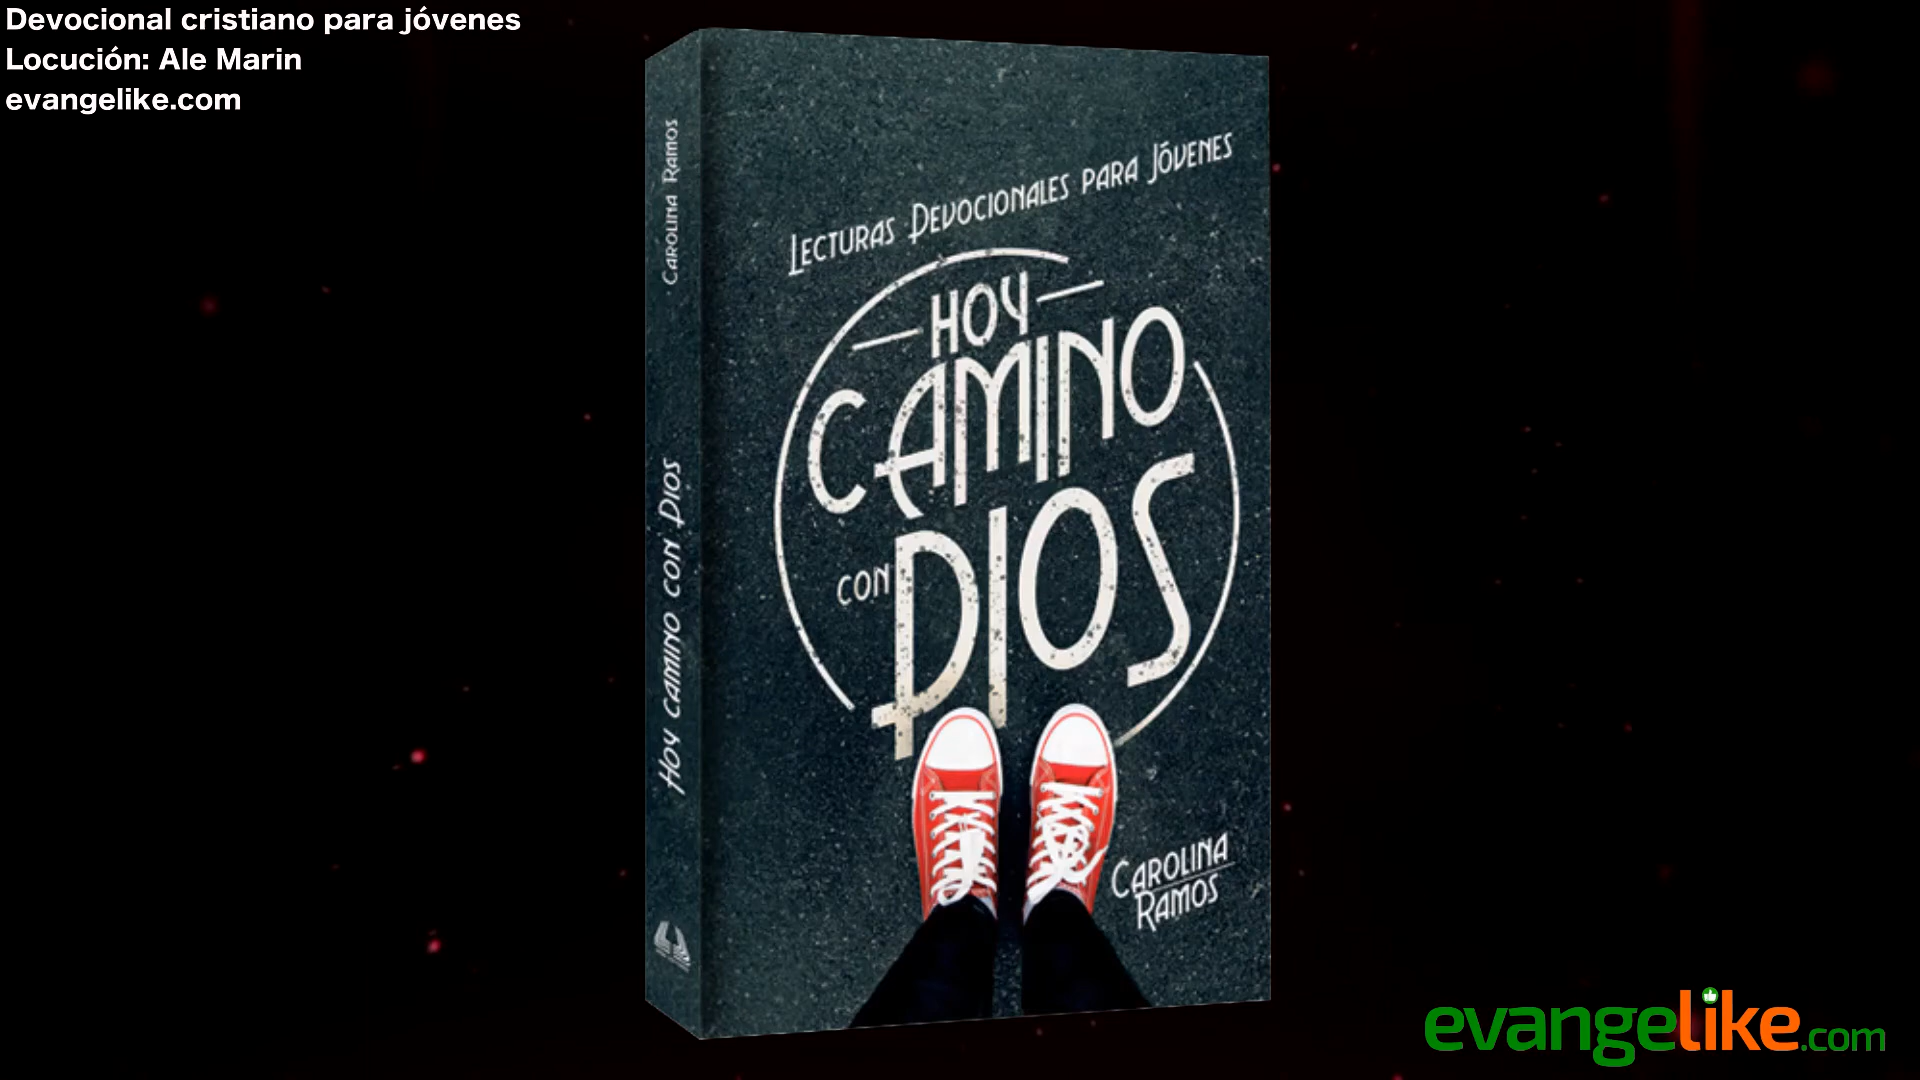 Devocional cristiano para jóvenes
Locución: Ale Marin
evangelike.com
CAROLINA RAMOS
HOY CAMINO CON DIOS
LECTURAS DEVOCIONALES PARA JÓVENES
HOY
CAMINO
CON DIOS
CAROLINA
RAMOS
evangelike.com